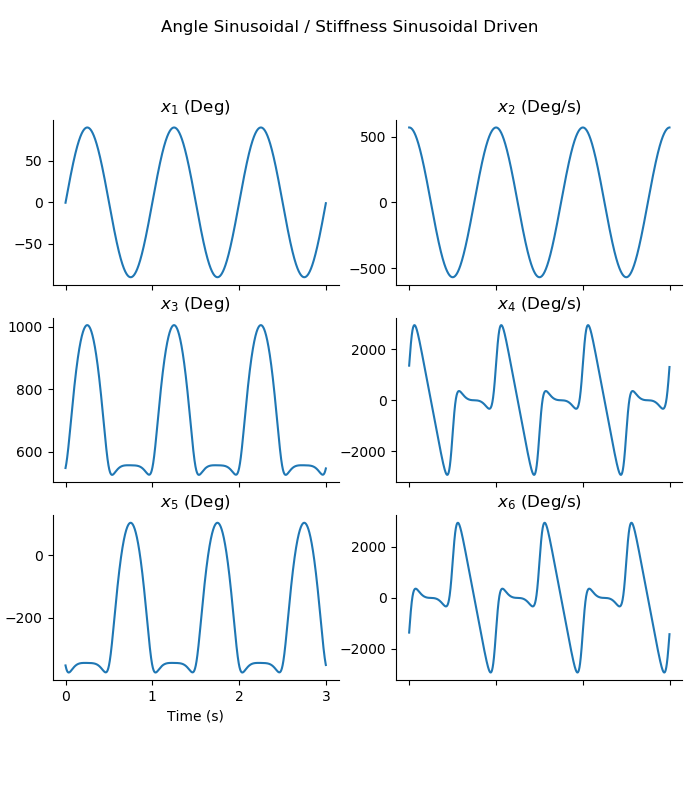 Angle Sinusoidal / Stiffness Sinusoidal Driven
x₁ (Deg)
x₂ (Deg/s)
50
0
−50
500
0
−500
x₃ (Deg)
x₄ (Deg/s)
1000
800
600
2000
0
−2000
x₅ (Deg)
x₆ (Deg/s)
0
−200
2000
0
−2000
0 1 2 3
Time (s)